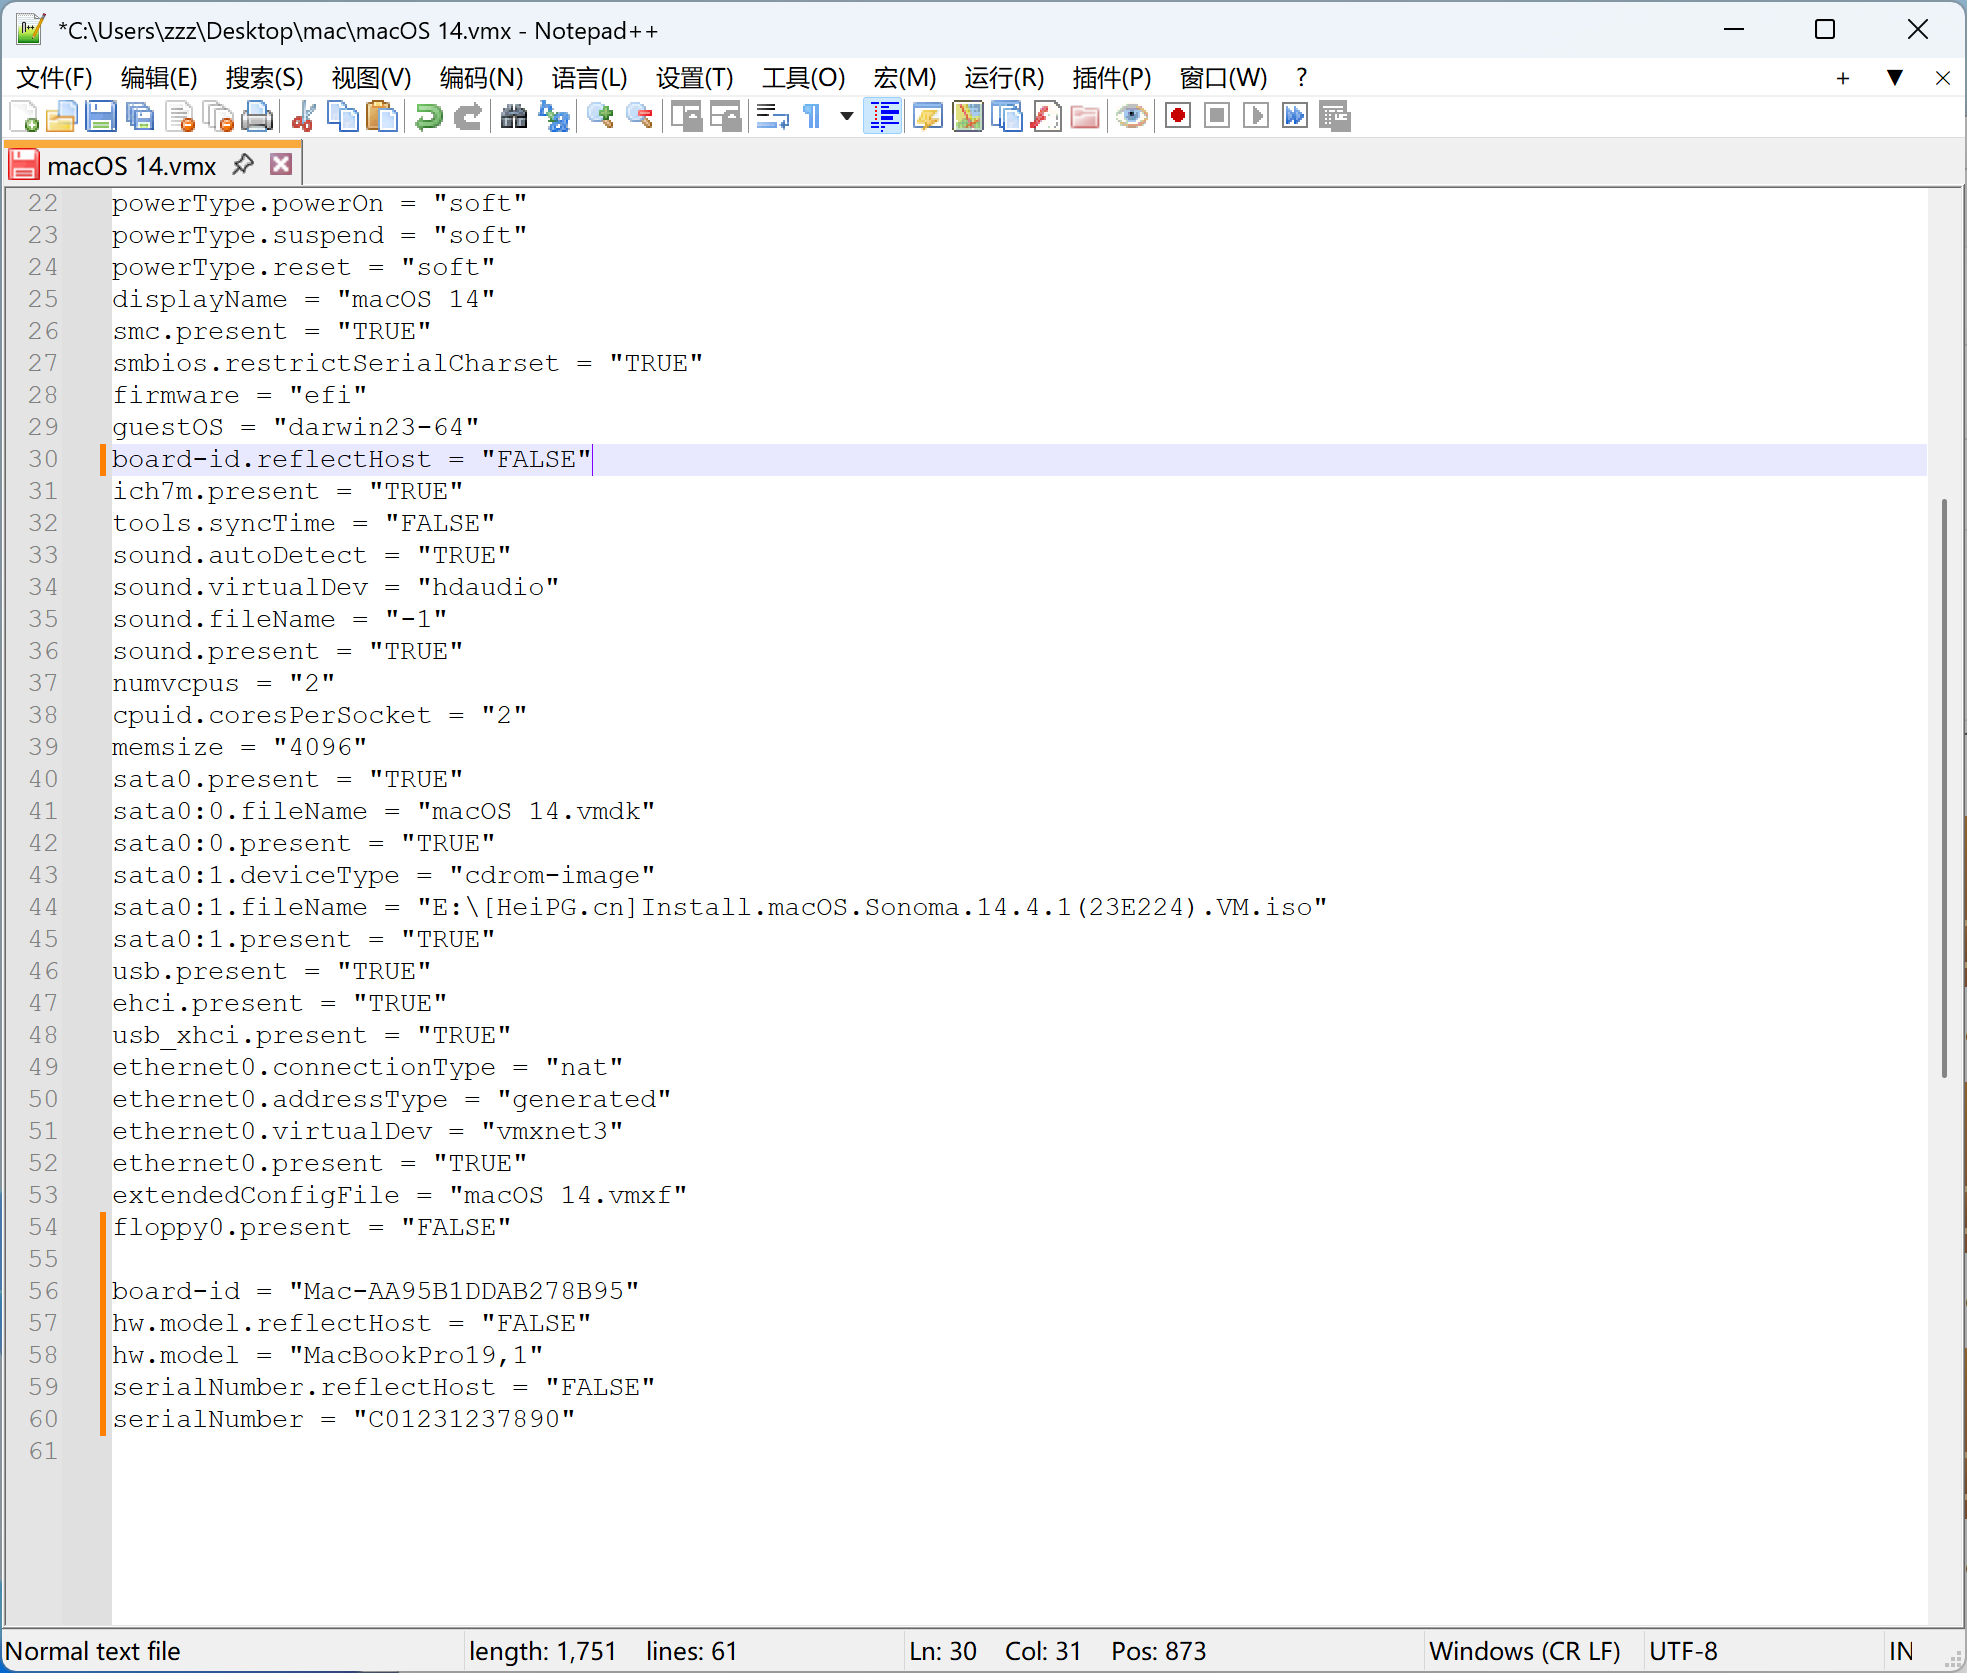 *C:\Users\zzz\Desktop\mac\macOS 14.vmx - Notepad++
文件(F) 编辑(E) 搜索(S) 视图(V) 编码(N) 语言(L) 设置(T) 工具(O) 宏(M) 运行(R) 插件(P) 窗口(W) ?
macOS 14.vmx
22 powerType.powerOn = "soft"
23 powerType.suspend = "soft"
24 powerType.reset = "soft"
25 displayName = "macOS 14"
26 smc.present = "TRUE"
27 smbios.restrictSerialCharset = "TRUE"
28 firmware = "efi"
29 guestOS = "darwin23-64"
30 board-id.reflectHost = "FALSE"
31 ich7m.present = "TRUE"
32 tools.syncTime = "FALSE"
33 sound.autoDetect = "TRUE"
34 sound.virtualDev = "hdaudio"
35 sound.fileName = "-1"
36 sound.present = "TRUE"
37 numvcpus = "2"
38 cpuid.coresPerSocket = "2"
39 memsize = "4096"
40 sata0.present = "TRUE"
41 sata0:0.fileName = "macOS 14.vmdk"
42 sata0:0.present = "TRUE"
43 sata0:1.deviceType = "cdrom-image"
44 sata0:1.fileName = "E:\[HeiPG.cn]Install.macOS.Sonoma.14.4.1(23E224).VM.iso"
45 sata0:1.present = "TRUE"
46 usb.present = "TRUE"
47 ehci.present = "TRUE"
48 usb_xhci.present = "TRUE"
49 ethernet0.connectionType = "nat"
50 ethernet0.addressType = "generated"
51 ethernet0.virtualDev = "vmxnet3"
52 ethernet0.present = "TRUE"
53 extendedConfigFile = "macOS 14.vmxf"
54 floppy0.present = "FALSE"
55
56 board-id = "Mac-AA95B1DDAB278B95"
57 hw.model.reflectHost = "FALSE"
58 hw.model = "MacBookPro19,1"
59 serialNumber.reflectHost = "FALSE"
60 serialNumber = "C01231237890"
61
Normal text file length: 1,751 lines: 61 Ln: 30 Col: 31 Pos: 873 Windows (CR LF) UTF-8 IN